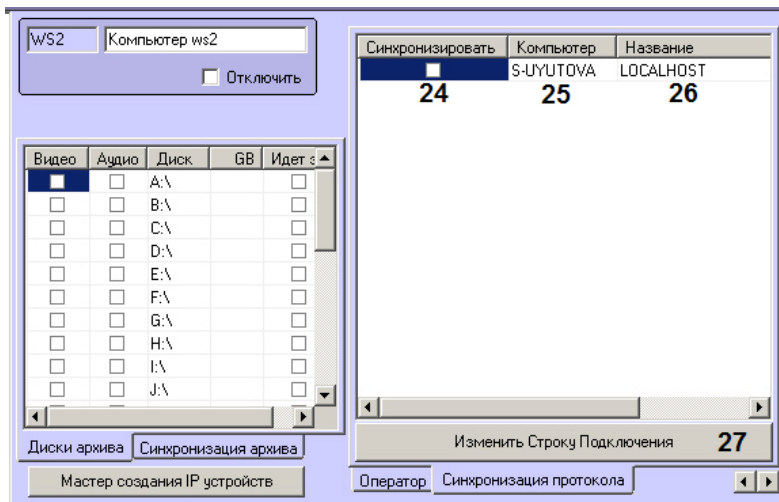 WS2 Компьютер ws2
Отключить
Видео Аудио Диск GB Идет з
A:\
B:\
C:\
D:\
E:\
F:\
G:\
H:\
I:\
J:\
Диски архива Синхронизация архива
Мастер создания IP устройств
Синхронизировать Компьютер Название
S-UYUTOVA LOCALHOST
24 25 26
Изменить Строку Подключения 27
Оператор Синхронизация протокола